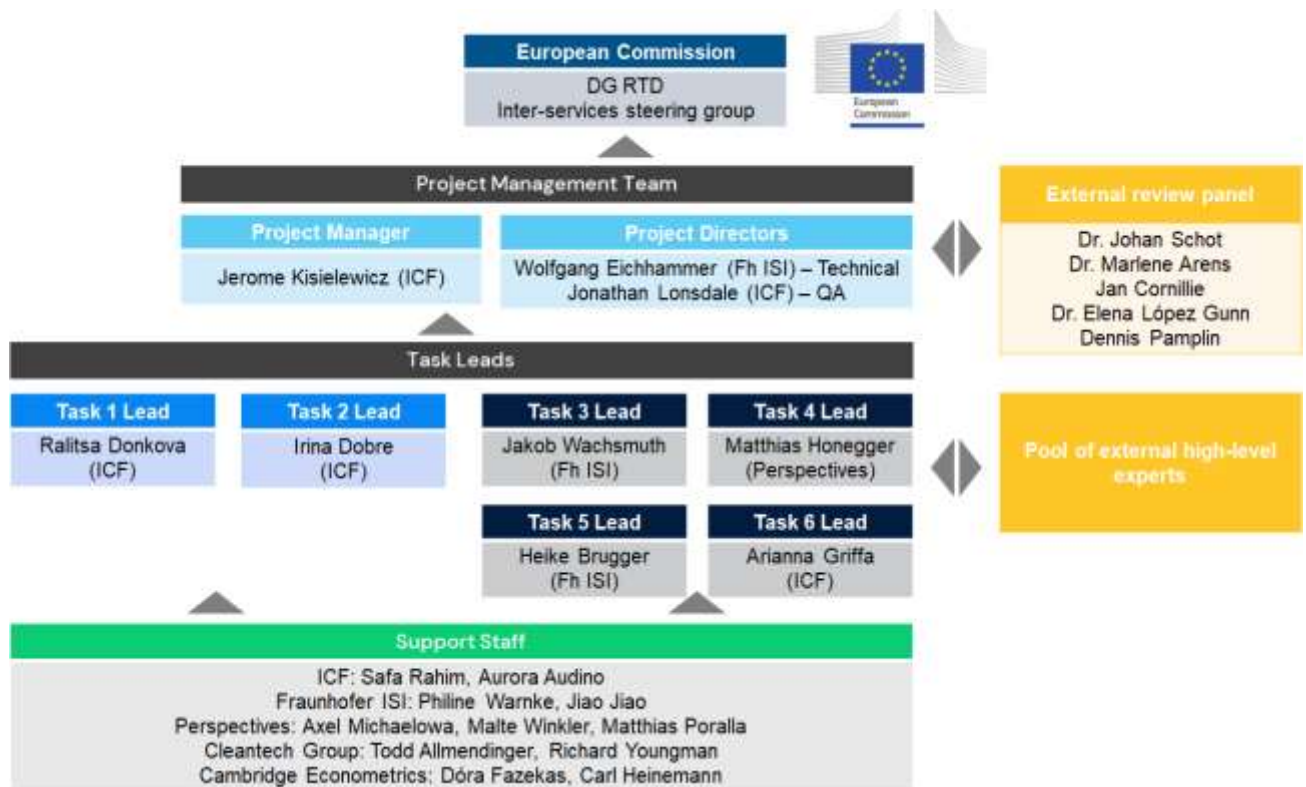 European Commission
DG RTD
Inter-services steering group
European
Commission
Project Management Team
Project Manager
Jerome Kisielewicz (ICF)
Project Directors
Wolfgang Eichhammer (Fh ISI) – Technical
Jonathan Lonsdale (ICF) – QA
External review panel
Dr. Johan Schot
Dr. Marlene Arens
Jan Cornillie
Dr. Elena López Gunn
Dennis Pamplin
Task Leads
Task 1 Lead
Ralitsa Donkova
(ICF)
Task 2 Lead
Irina Dobre
(ICF)
Task 3 Lead
Jakob Wachsmuth
(Fh ISI)
Task 4 Lead
Matthias Honegger
(Perspectives)
Pool of external high-level
experts
Task 5 Lead
Heike Brugger
(Fh ISI)
Task 6 Lead
Arianna Griffa
(ICF)
Support Staff
ICF: Safa Rahim, Aurora Audino
Fraunhofer ISI: Philine Warnke, Jiao Jiao
Perspectives: Axel Michaelowa, Malte Winkler, Matthias Poralla
Cleantech Group: Todd Allmendinger, Richard Youngman
Cambridge Econometrics: Dóra Fazekas, Carl Heinemann